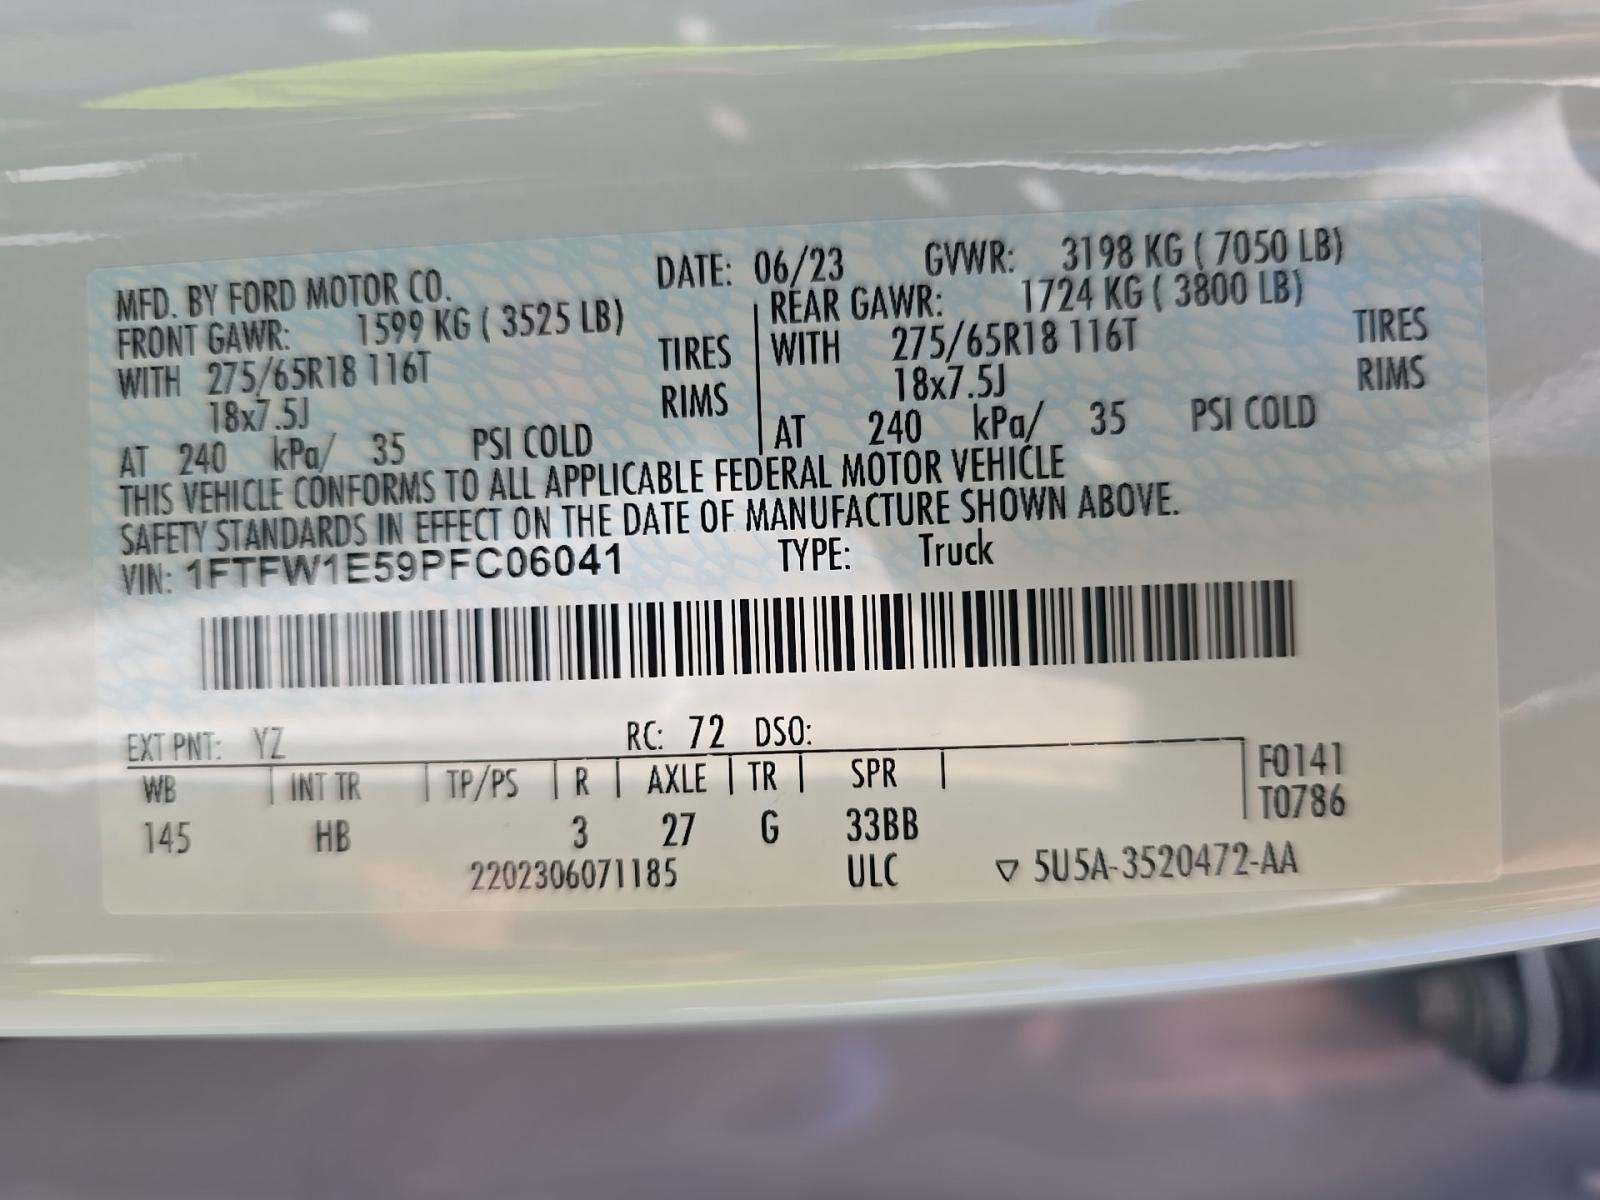 MFD. BY FORD MOTOR CO. DATE: 06/23 GVWR: 3198 KG ( 7050 LB)
FRONT GAWR: 1599 KG ( 3525 LB) REAR GAWR: 1724 KG ( 3800 LB)
WITH 275/65R18 116T TIRES WITH 275/65R18 116T TIRES
18x7.5J RIMS 18x7.5J RIMS
AT 240 kPa/ 35 PSI COLD AT 240 kPa/ 35 PSI COLD
THIS VEHICLE CONFORMS TO ALL APPLICABLE FEDERAL MOTOR VEHICLE
SAFETY STANDARDS IN EFFECT ON THE DATE OF MANUFACTURE SHOWN ABOVE.
VIN: 1FTFW1E59PFC06041 TYPE: Truck
EXT PNT: YZ RC: 72 DSO:
WB | INT TR | TP/PS | R | AXLE | TR | SPR | F0141
T0786
145 HB 3 27 G 33BB
2202306071185 ULC ▽ 5U5A-3520472-AA